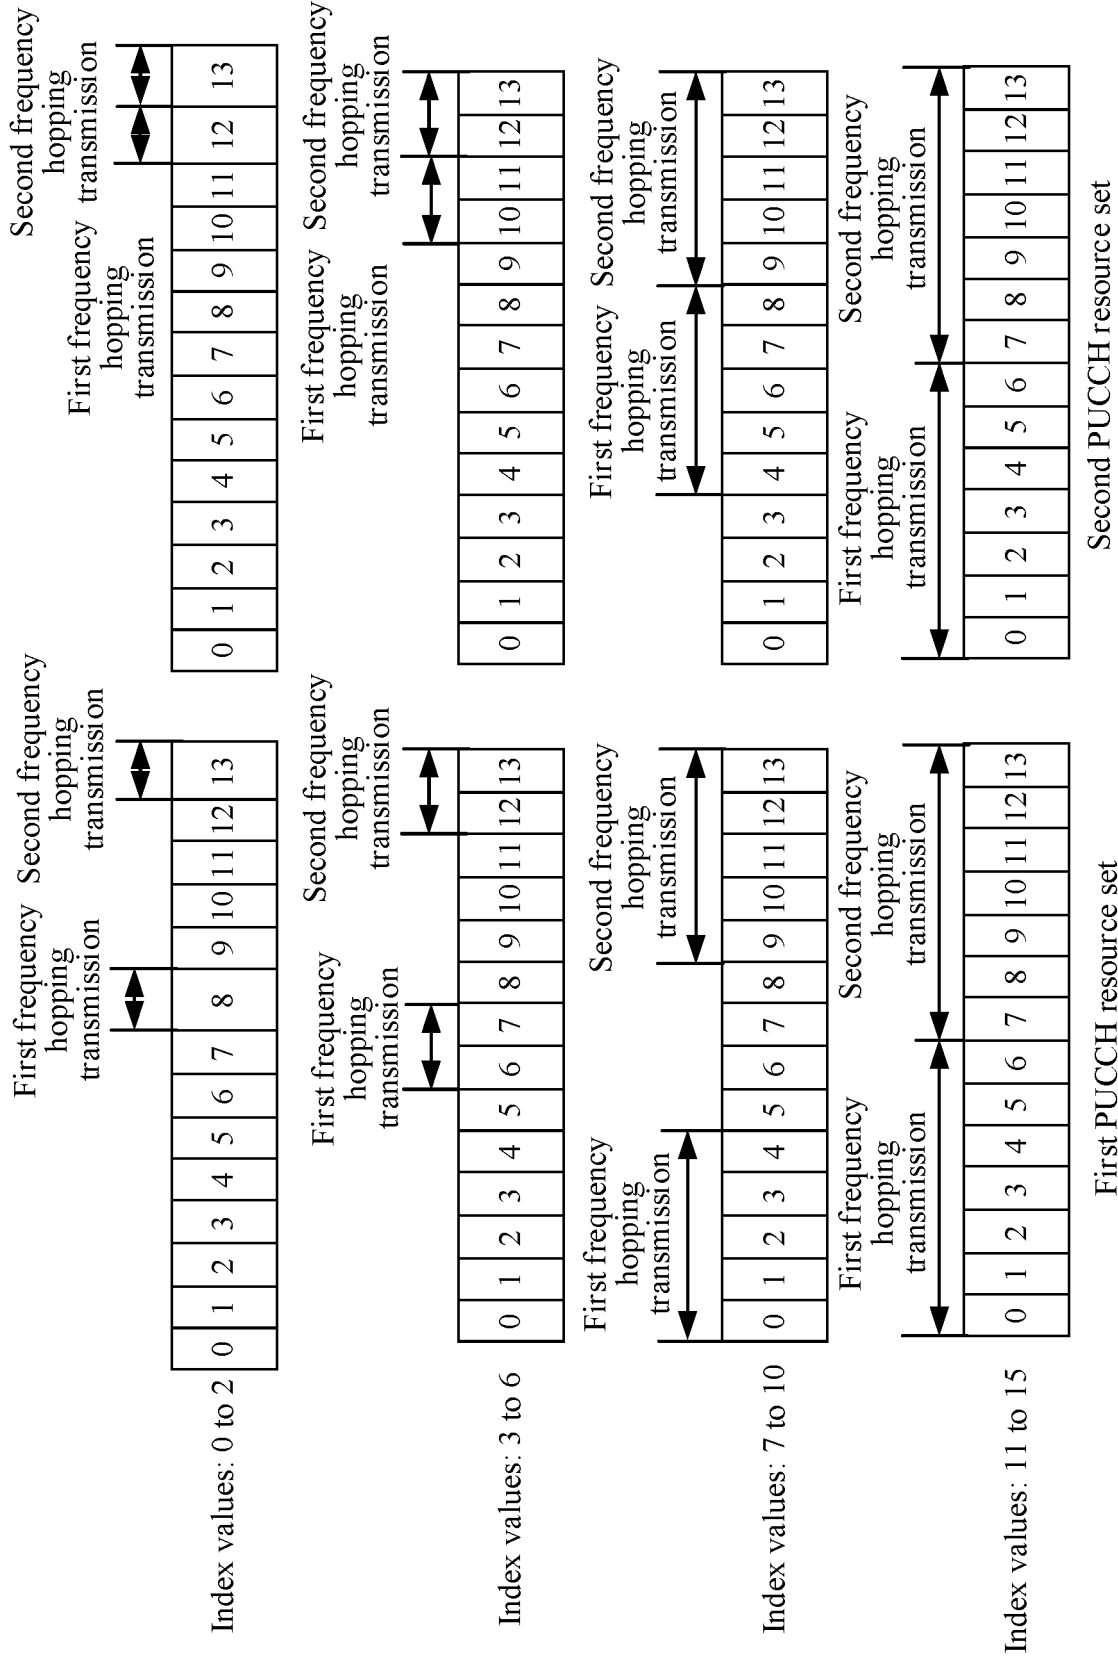 First frequency
hopping
transmission
Second frequency
hopping
transmission
First frequency
hopping
transmission
Second frequency
hopping
transmission
Index values: 0 to 2
0 1 2 3 4 5 6 7 8 9 10 11 12 13
0 1 2 3 4 5 6 7 8 9 10 11 12 13
First frequency
hopping
transmission
Second frequency
hopping
transmission
First frequency
hopping
transmission
Second frequency
hopping
transmission
Index values: 3 to 6
0 1 2 3 4 5 6 7 8 9 10 11 12 13
0 1 2 3 4 5 6 7 8 9 10 11 12 13
First frequency
hopping
transmission
Second frequency
hopping
transmission
First frequency
hopping
transmission
Second frequency
hopping
transmission
Index values: 7 to 10
0 1 2 3 4 5 6 7 8 9 10 11 12 13
0 1 2 3 4 5 6 7 8 9 10 11 12 13
First frequency
hopping
transmission
Second frequency
hopping
transmission
First frequency
hopping
transmission
Second frequency
hopping
transmission
Index values: 11 to 15
0 1 2 3 4 5 6 7 8 9 10 11 12 13
0 1 2 3 4 5 6 7 8 9 10 11 12 13
First PUCCH resource set
Second PUCCH resource set